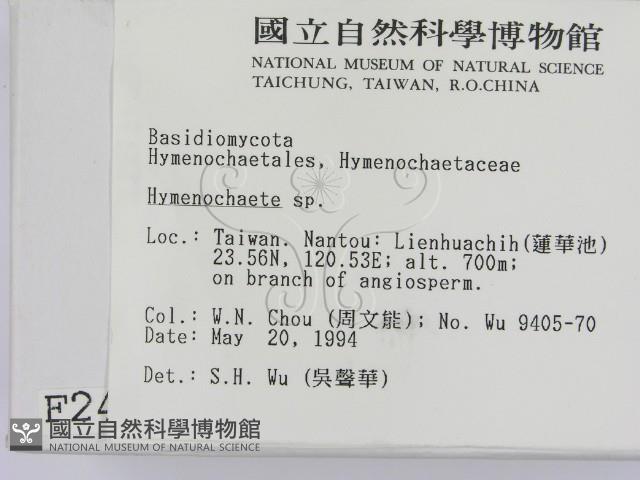 國立自然科學博物館
NATIONAL MUSEUM OF NATURAL SCIENCE
TAICHUNG, TAIWAN, R.O.CHINA
Basidiomycota
Hymenochaetales, Hymenochaetaceae
Hymenochaete sp.
Loc.: Taiwan. Nantou: Lienhuachih(蓮華池)
23.56N, 120.53E; alt. 700m;
on branch of angiosperm.
Col.: W.N. Chou (周文能); No. Wu 9405-70
Date: May 20, 1994
Det.: S.H. Wu (吳聲華)
F24
國立自然科學博物館
NATIONAL MUSEUM OF NATURAL SCIENCE